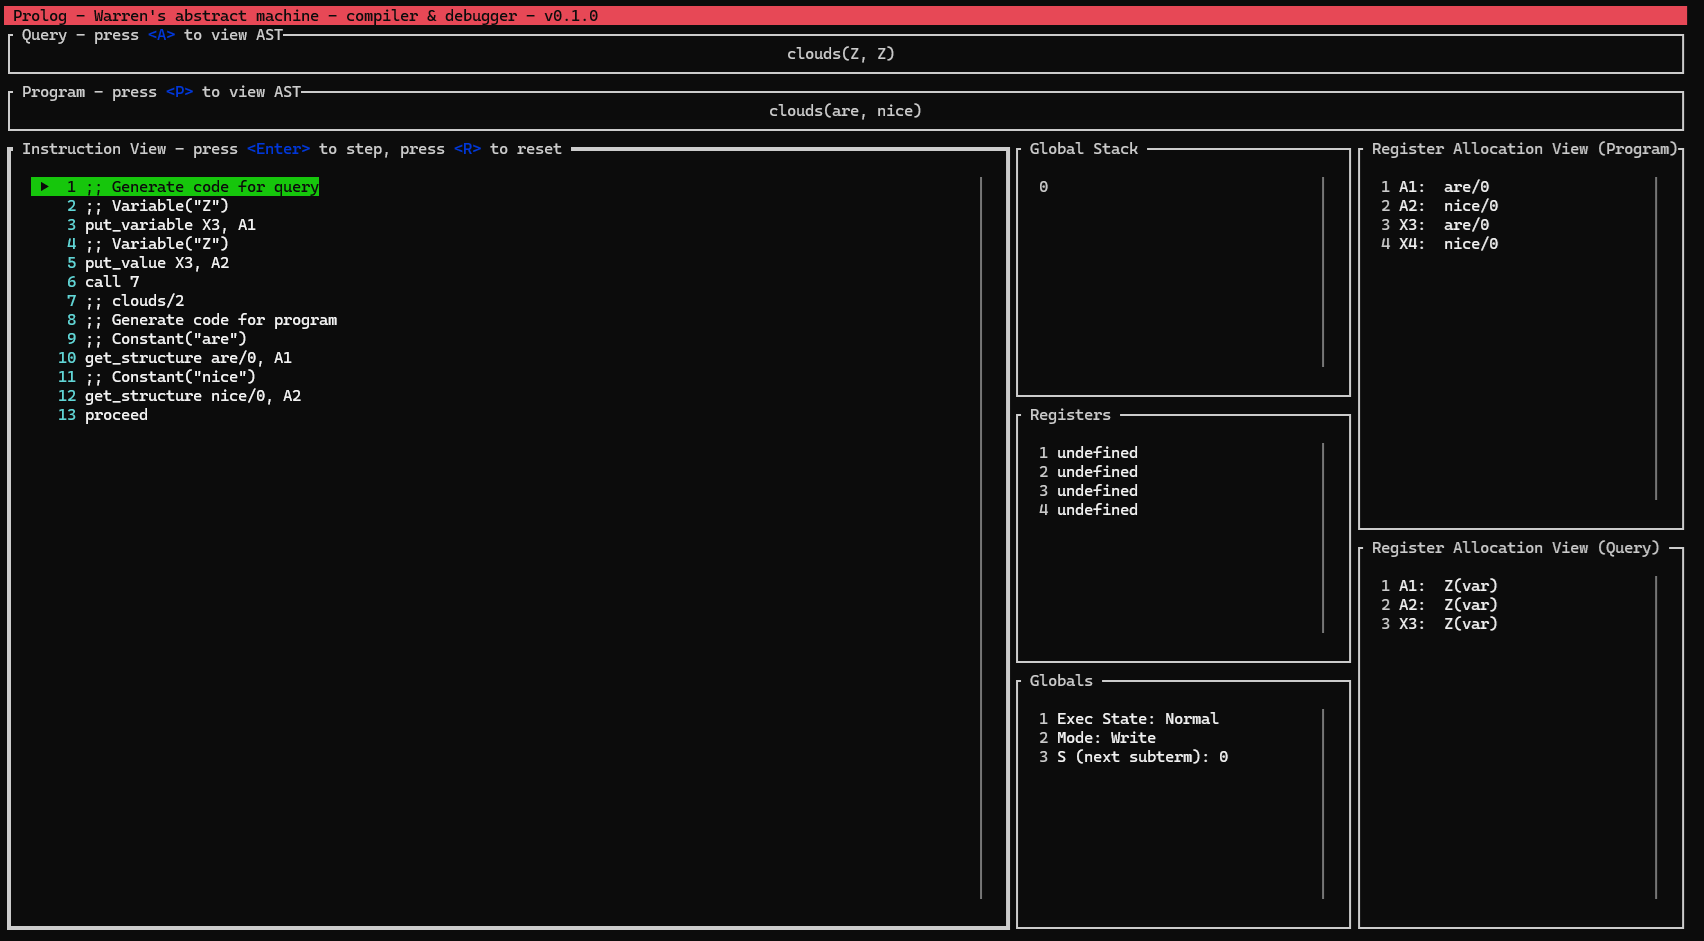 Prolog - Warren's abstract machine - compiler & debugger - v0.1.0
Query - press <A> to view AST
clouds(Z, Z)
Program - press <P> to view AST
clouds(are, nice)
Instruction View - press <Enter> to step, press <R> to reset
► 1 ;; Generate code for query
2 ;; Variable("Z")
3 put_variable X3, A1
4 ;; Variable("Z")
5 put_value X3, A2
6 call 7
7 ;; clouds/2
8 ;; Generate code for program
9 ;; Constant("are")
10 get_structure are/0, A1
11 ;; Constant("nice")
12 get_structure nice/0, A2
13 proceed
Global Stack
0
Registers
1 undefined
2 undefined
3 undefined
4 undefined
Globals
1 Exec State: Normal
2 Mode: Write
3 S (next subterm): 0
Register Allocation View (Program)
1 A1: are/0
2 A2: nice/0
3 X3: are/0
4 X4: nice/0
Register Allocation View (Query)
1 A1: Z(var)
2 A2: Z(var)
3 X3: Z(var)